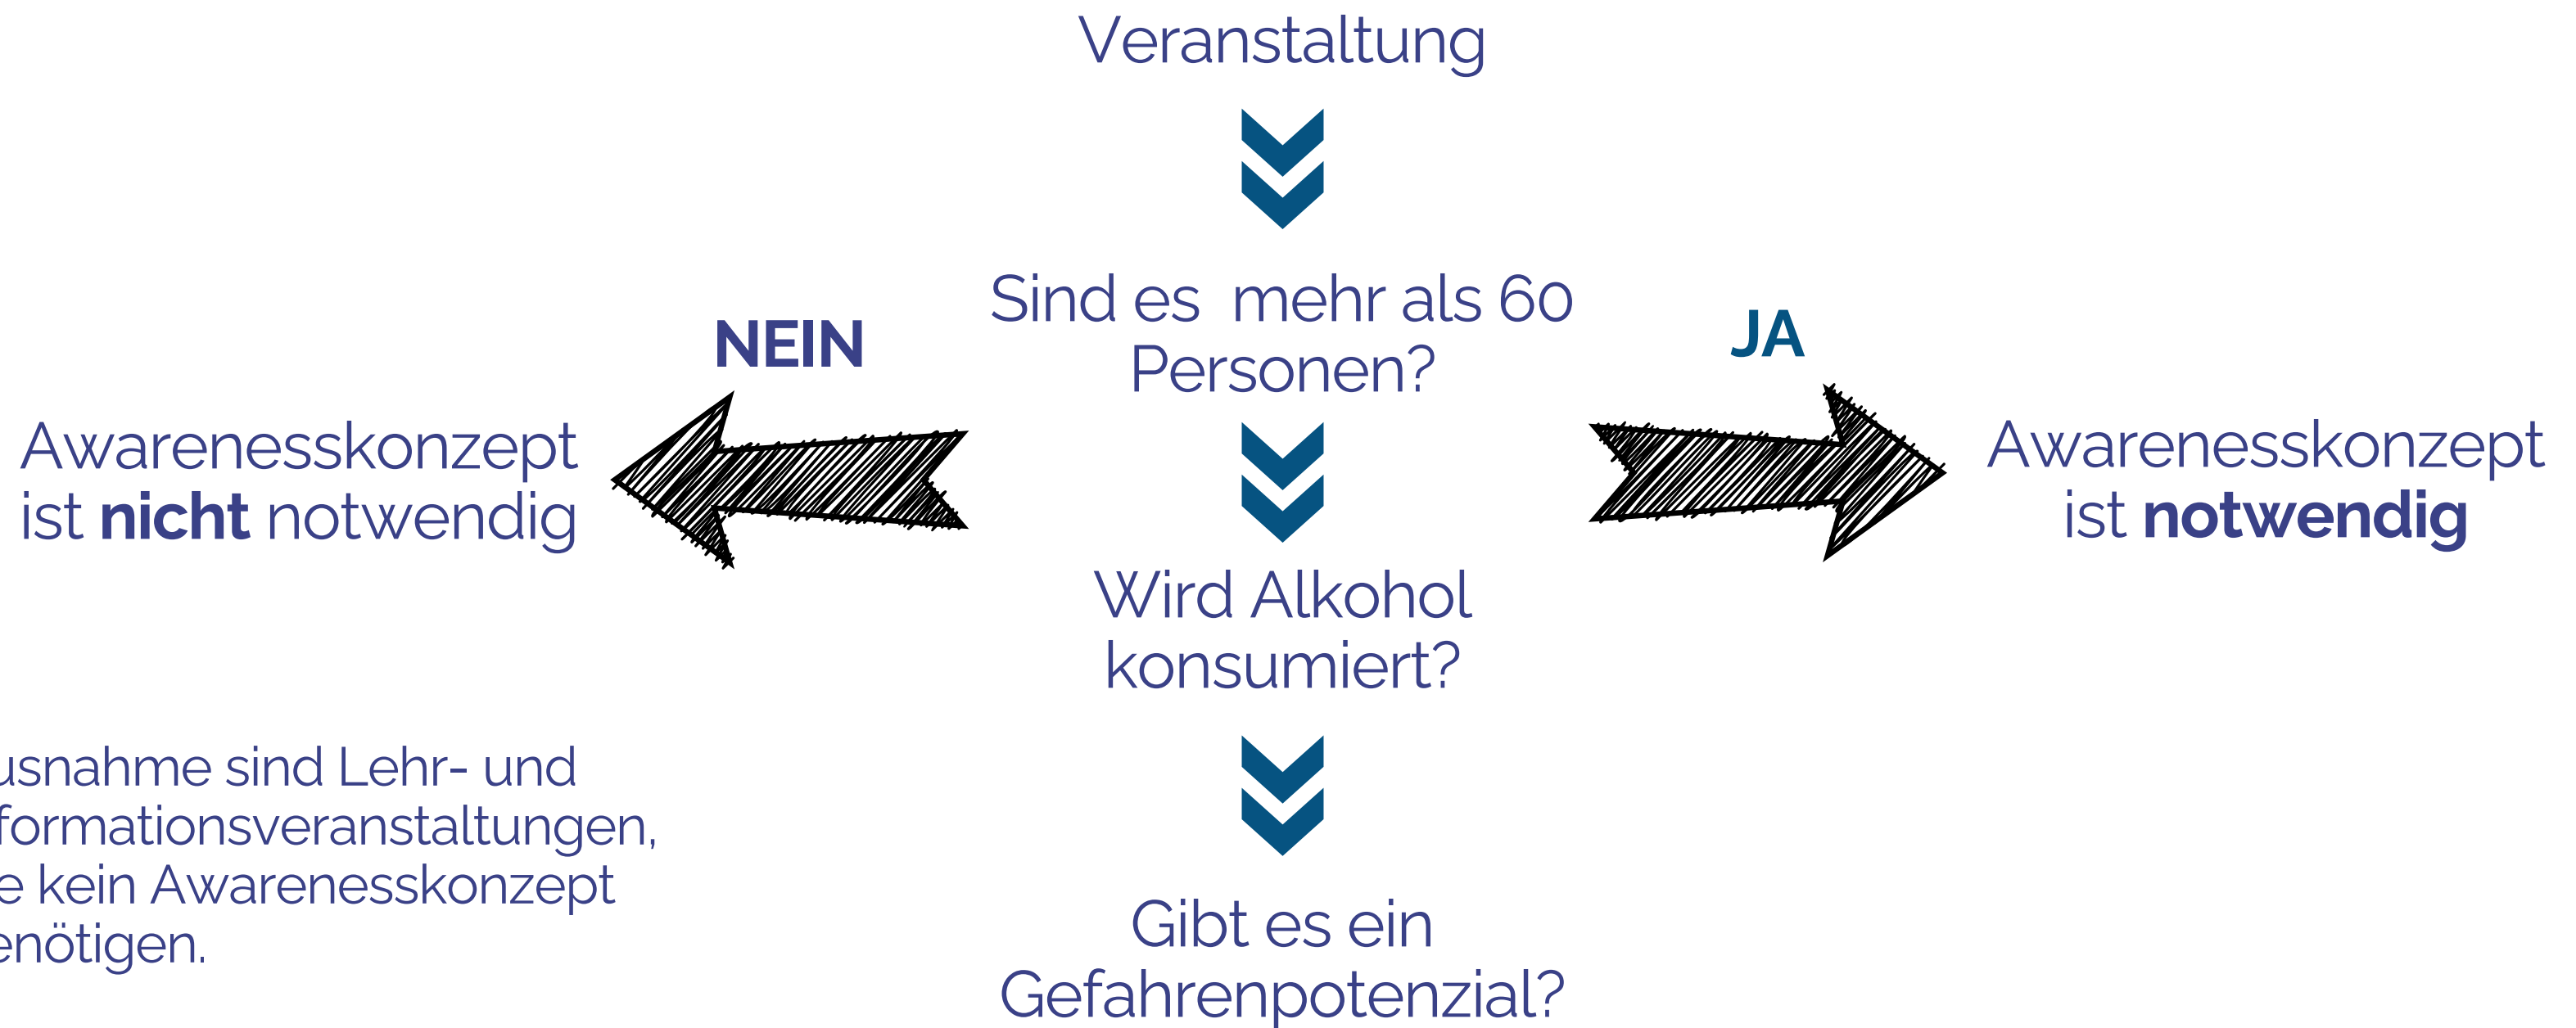 Veranstaltung
Sind es mehr als 60
Personen?
NEIN
JA
Awarenesskonzept
ist nicht notwendig
Awarenesskonzept
ist notwendig
Wird Alkohol
konsumiert?
usnahme sind Lehr- und
formationsveranstaltungen,
e kein Awarenesskonzept
enötigen.
Gibt es ein
Gefahrenpotenzial?